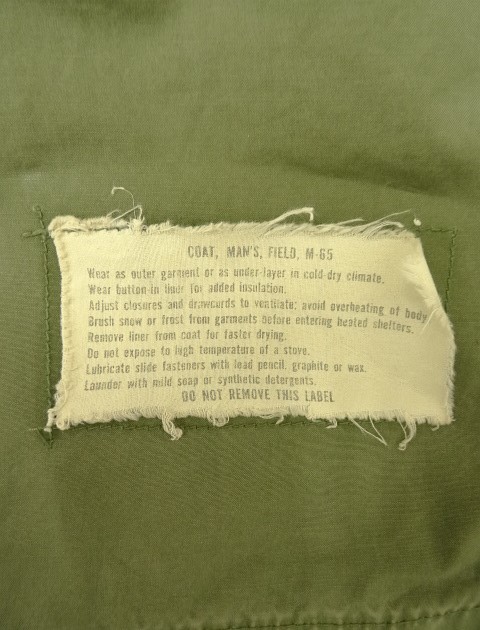 COAT, MAN'S, FIELD, M-65
Wear as outer garment or as under-layer in cold-dry climate.
Wear button-in liner for added insulation.
Adjust closures and drawcords to ventilate; avoid overheating of body
Brush snow or frost from garments before entering heated shelters.
Remove liner from coat for faster drying.
Do not expose to high temperature of a stove.
Lubricate slide fasteners with lead pencil, graphite or wax.
Launder with mild soap or synthetic detergents.
DO NOT REMOVE THIS LABEL